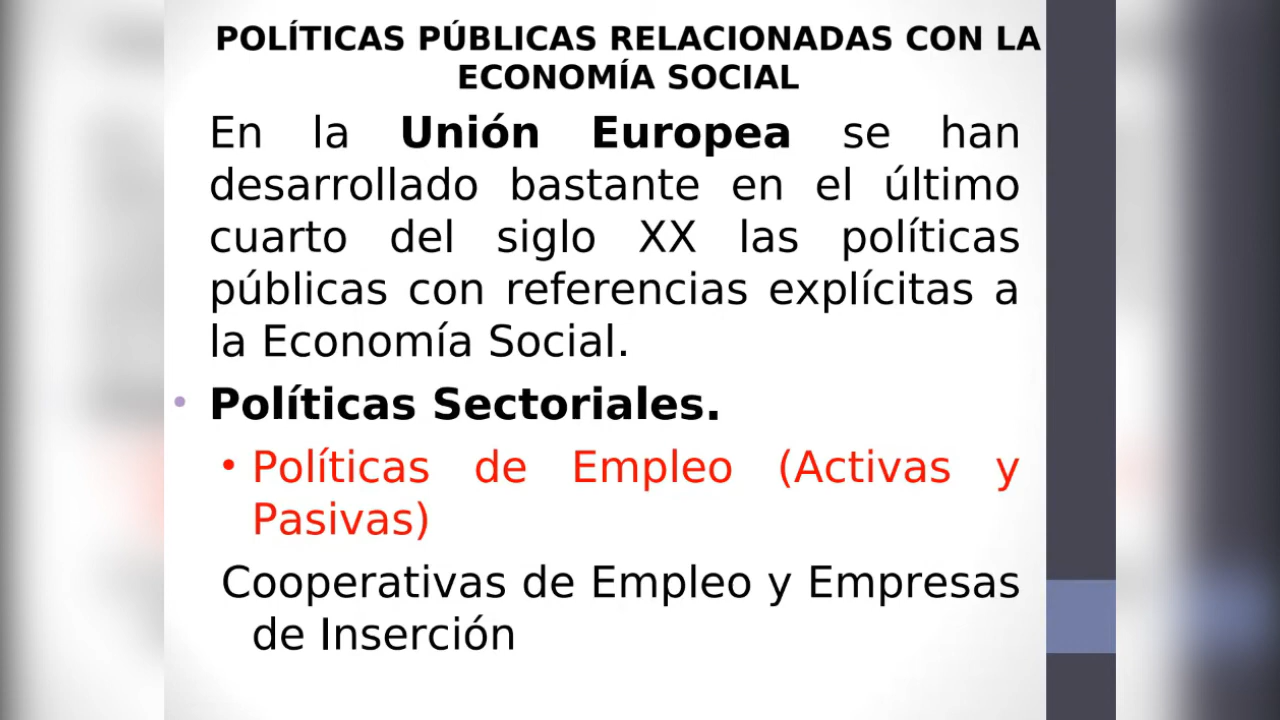 POLÍTICAS PÚBLICAS RELACIONADAS CON LA
ECONOMÍA SOCIAL
En la Unión Europea se han
desarrollado bastante en el último
cuarto del siglo XX las políticas
públicas con referencias explícitas a
la Economía Social.
• Políticas Sectoriales.
• Políticas de Empleo (Activas y
Pasivas)
Cooperativas de Empleo y Empresas
de Inserción